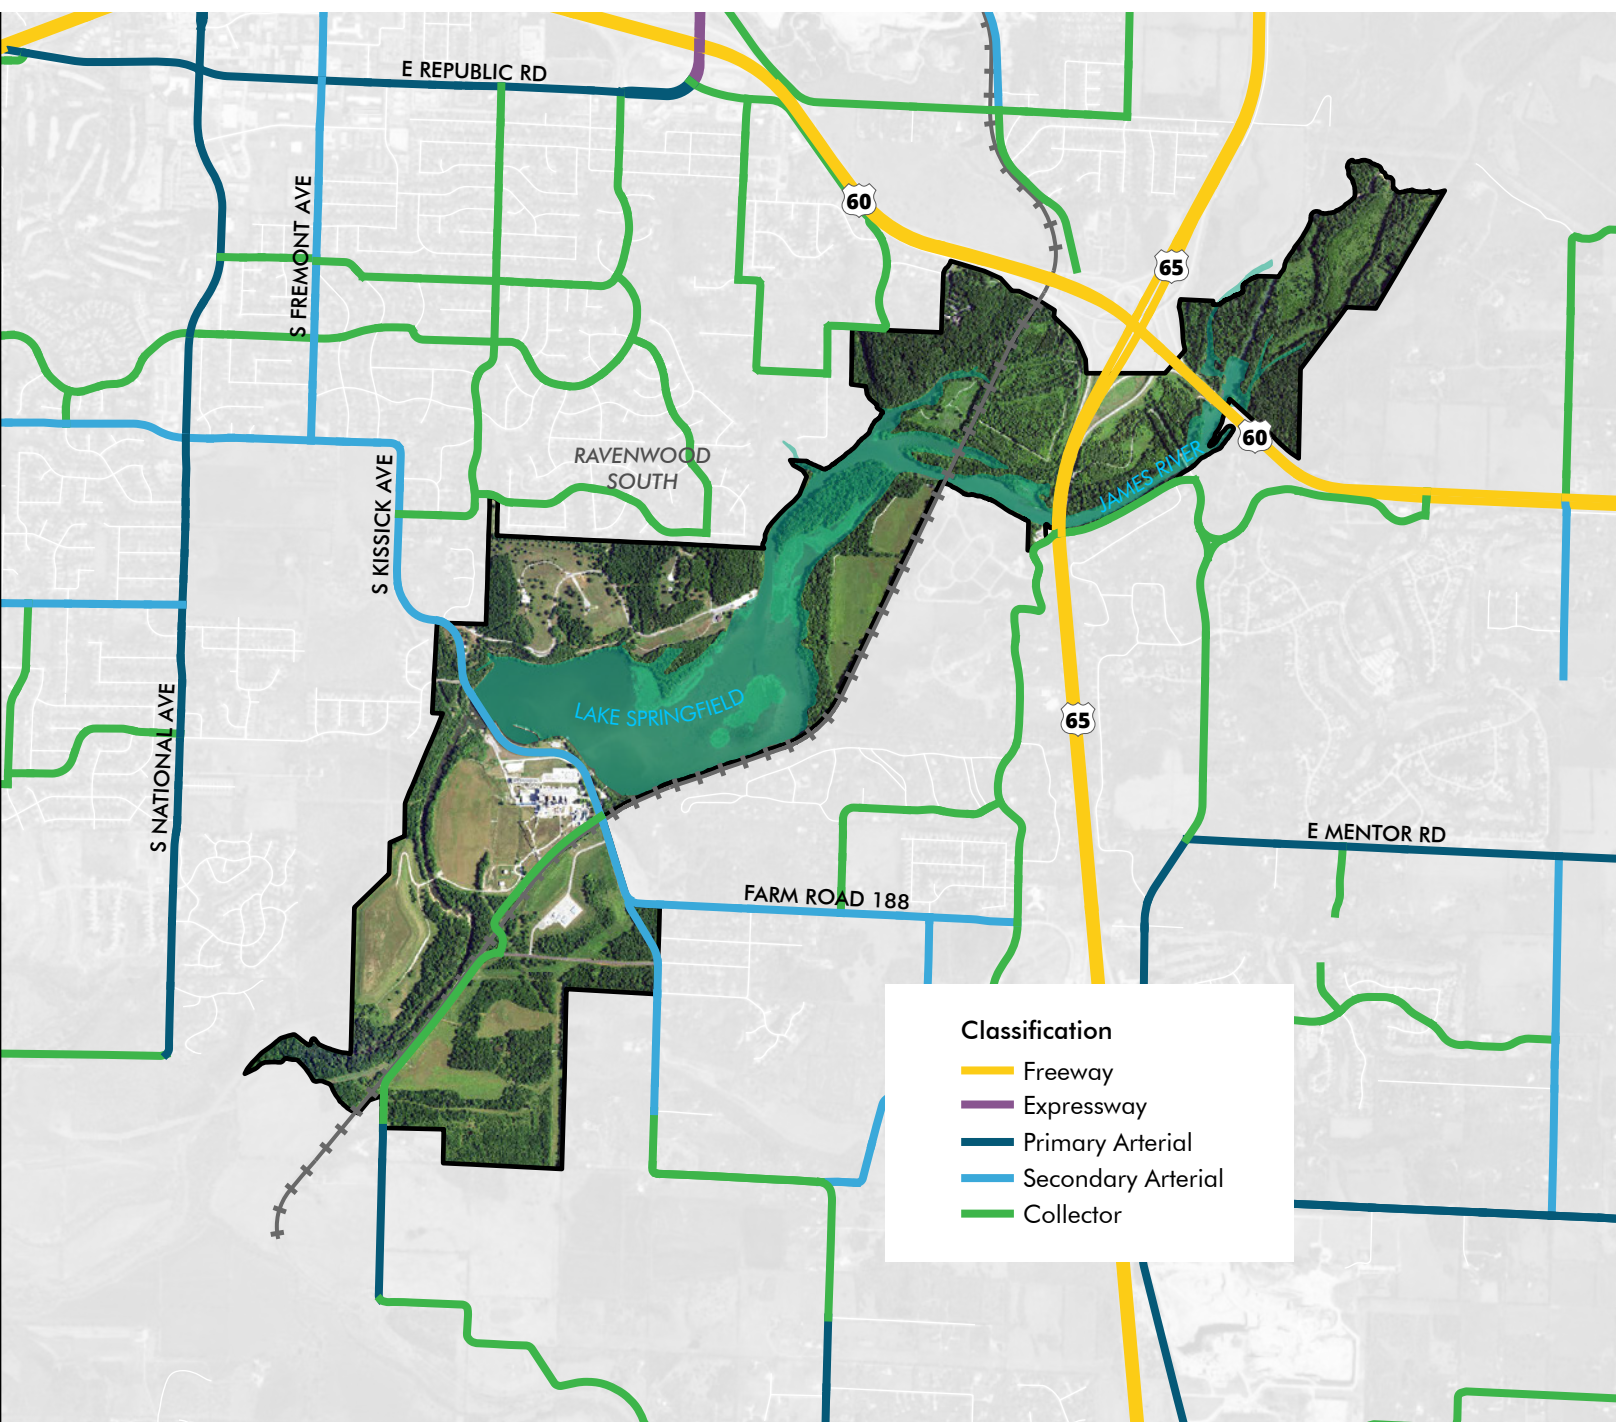 E REPUBLIC RD
S FREMONT AVE
60
65
60
RAVENWOOD
SOUTH
S KISSICK AVE
JAMES RIVER
LAKE SPRINGFIELD
65
S NATIONAL AVE
E MENTOR RD
FARM ROAD 188
Classification
Freeway
Expressway
Primary Arterial
Secondary Arterial
Collector